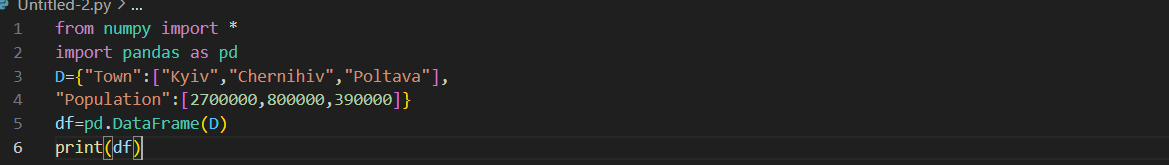 Untitled-2.py > ...
1 from numpy import *
2 import pandas as pd
3 D={"Town":["Kyiv","Chernihiv","Poltava"],
4 "Population":[2700000,800000,390000]}
5 df=pd.DataFrame(D)
6 print(df)